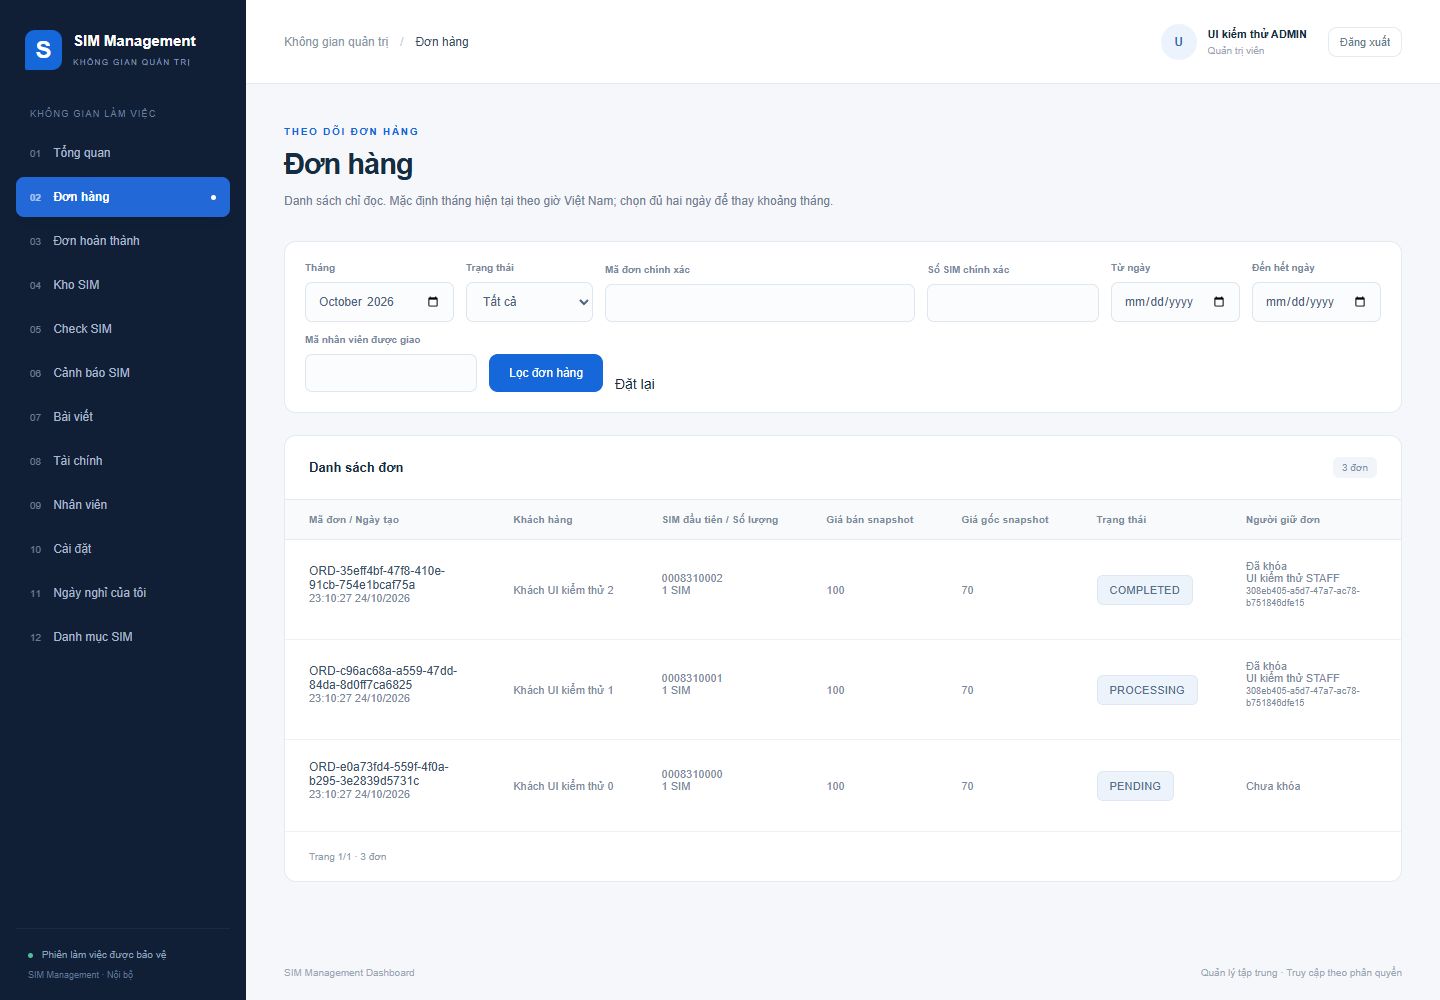 S
SIM Management
KHÔNG GIAN QUẢN TRỊ
KHÔNG GIAN LÀM VIỆC
01 Tổng quan
02 Đơn hàng
03 Đơn hoàn thành
04 Kho SIM
05 Check SIM
06 Cảnh báo SIM
07 Bài viết
08 Tài chính
09 Nhân viên
10 Cài đặt
11 Ngày nghỉ của tôi
12 Danh mục SIM
Phiên làm việc được bảo vệ
SIM Management · Nội bộ
Không gian quản trị / Đơn hàng
U
UI kiểm thử ADMIN
Quản trị viên
Đăng xuất
THEO DÕI ĐƠN HÀNG
Đơn hàng
Danh sách chỉ đọc. Mặc định tháng hiện tại theo giờ Việt Nam; chọn đủ hai ngày để thay khoảng tháng.
Tháng
October 2026
Trạng thái
Tất cả
Mã đơn chính xác
Số SIM chính xác
Từ ngày
mm/dd/yyyy
Đến hết ngày
mm/dd/yyyy
Mã nhân viên được giao
Lọc đơn hàng
Đặt lại
Danh sách đơn
3 đơn
Mã đơn / Ngày tạo Khách hàng SIM đầu tiên / Số lượng Giá bán snapshot Giá gốc snapshot Trạng thái Người giữ đơn
ORD-35eff4bf-47f8-410e-
91cb-754e1bcaf75a
23:10:27 24/10/2026
Khách UI kiểm thử 2
0008310002
1 SIM
100
70
COMPLETED
Đã khóa
UI kiểm thử STAFF
308eb405-a5d7-47a7-ac78-
b751846dfe15
ORD-c96ac68a-a559-47dd-
84da-8d0ff7ca6825
23:10:27 24/10/2026
Khách UI kiểm thử 1
0008310001
1 SIM
100
70
PROCESSING
Đã khóa
UI kiểm thử STAFF
308eb405-a5d7-47a7-ac78-
b751846dfe15
ORD-e0a73fd4-559f-4f0a-
b295-3e2839d5731c
23:10:27 24/10/2026
Khách UI kiểm thử 0
0008310000
1 SIM
100
70
PENDING
Chưa khóa
Trang 1/1 · 3 đơn
SIM Management Dashboard
Quản lý tập trung · Truy cập theo phân quyền